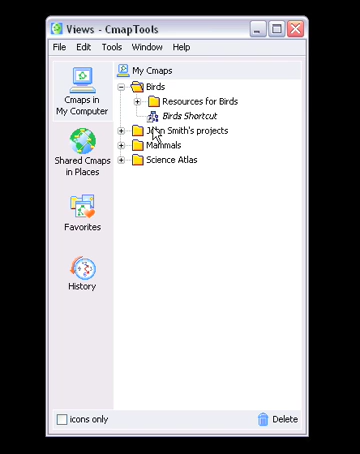 Views - CmapTools
File Edit Tools Window Help
My Cmaps
Cmaps in
My Computer
Shared Cmaps
in Places
Favorites
History
Birds
Resources for Birds
Birds Shortcut
John Smith's projects
Mammals
Science Atlas
icons only
Delete